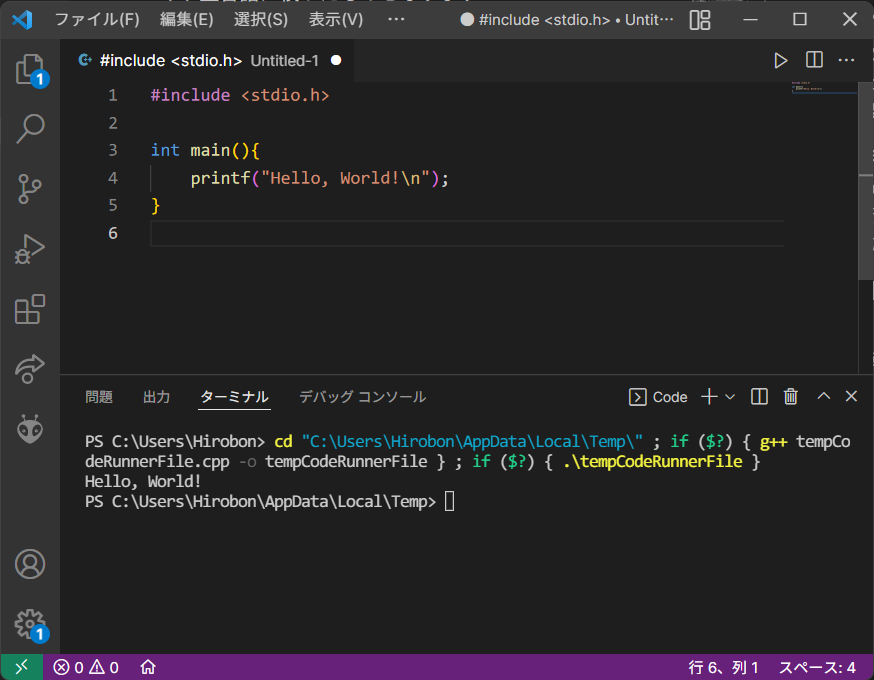 ファイル(F) 編集(E) 選択(S) 表示(V) ··· ● #include <stdio.h> • Untit···
#include <stdio.h> Untitled-1 ●
1 #include <stdio.h>
2
3 int main(){
4     printf("Hello, World!\n");
5 }
6
1
問題 出力 ターミナル デバッグ コンソール Code
PS C:\Users\Hirobon> cd "C:\Users\Hirobon\AppData\Local\Temp\" ; if ($?) { g++ tempCo
deRunnerFile.cpp -o tempCodeRunnerFile } ; if ($?) { .\tempCodeRunnerFile }
Hello, World!
PS C:\Users\Hirobon\AppData\Local\Temp>
1
0 0 行 6、列 1 スペース: 4